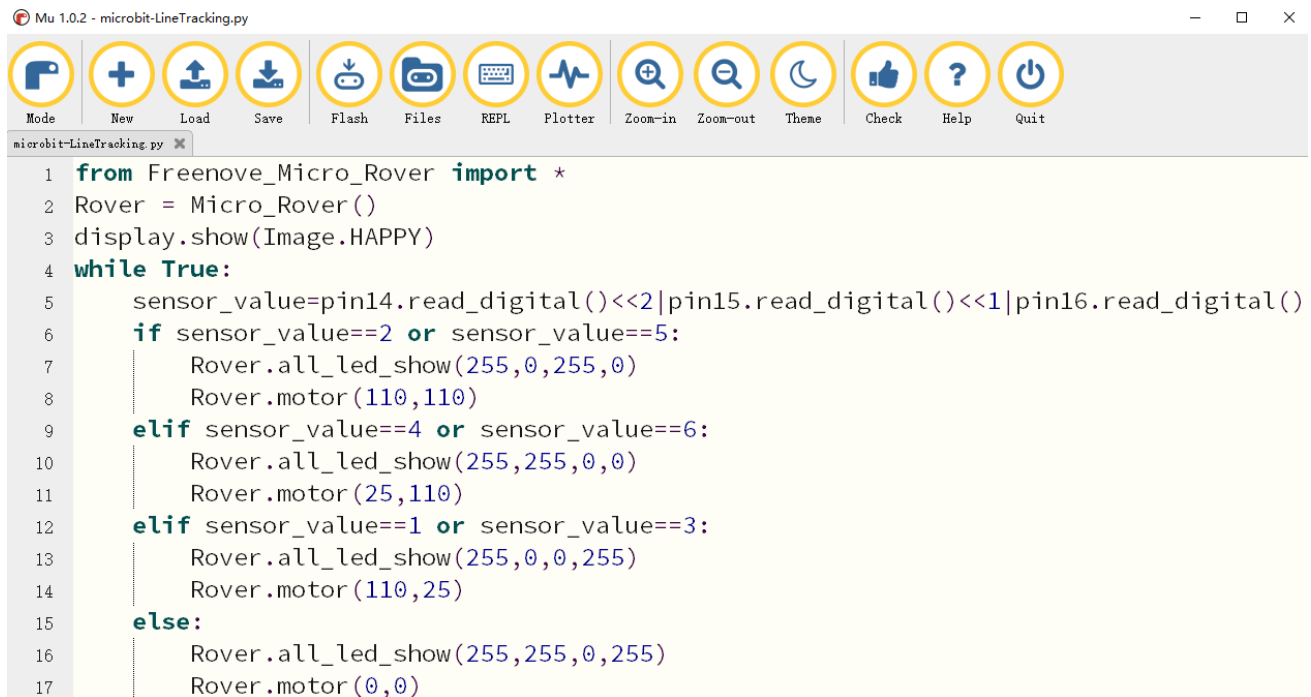 Mu 1.0.2 - microbit-LineTracking.py
Mode New Load Save Flash Files REPL Plotter Zoom-in Zoom-out Theme Check Help Quit
microbit-LineTracking.py
1 from Freenove_Micro_Rover import *
2 Rover = Micro_Rover()
3 display.show(Image.HAPPY)
4 while True:
5     sensor_value=pin14.read_digital()<<2|pin15.read_digital()<<1|pin16.read_digital()
6     if sensor_value==2 or sensor_value==5:
7         Rover.all_led_show(255,0,255,0)
8         Rover.motor(110,110)
9     elif sensor_value==4 or sensor_value==6:
10         Rover.all_led_show(255,255,0,0)
11         Rover.motor(25,110)
12     elif sensor_value==1 or sensor_value==3:
13         Rover.all_led_show(255,0,0,255)
14         Rover.motor(110,25)
15     else:
16         Rover.all_led_show(255,255,0,255)
17         Rover.motor(0,0)